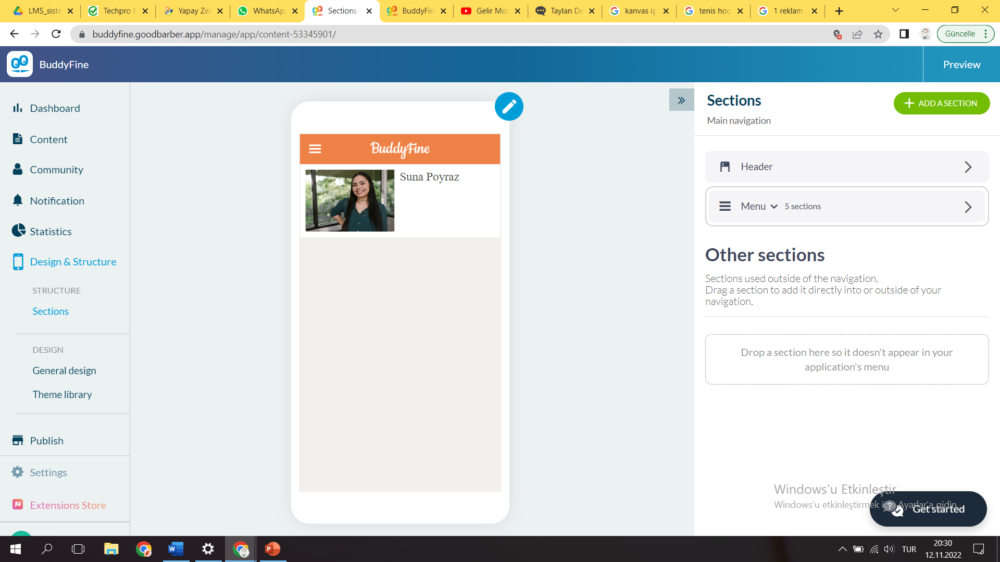 LMS_siste
Techpro E
Yapay Zek
WhatsApp
Sections
BuddyFin
Gelir Mod
Taylan De
kanvas iş
tenis hoc
1 reklam
buddyfine.goodbarber.app/manage/app/content-53345901/
Güncelle
BuddyFine
Preview
Dashboard
Content
Community
Notification
Statistics
Design & Structure
STRUCTURE
Sections
DESIGN
General design
Theme library
Publish
Settings
Extensions Store
BuddyFine
Suna Poyraz
Sections
ADD A SECTION
Main navigation
Header
Menu
5 sections
Other sections
Sections used outside of the navigation.
Drag a section to add it directly into or outside of your
navigation.
Drop a section here so it doesn't appear in your
application's menu
Windows'u Etkinleştir
Windows'u etkinleştirmek için Ayarlar'a gidin
Get started
TUR
20:30
12.11.2022